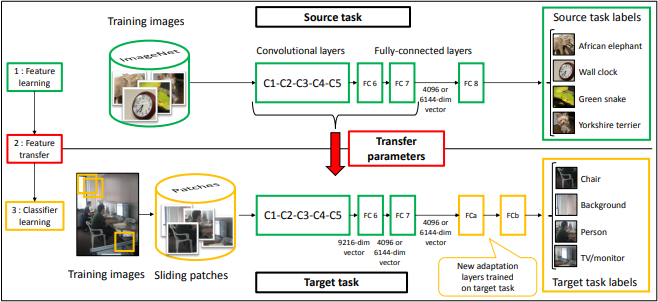 Training images
Source task
Source task labels
ImageNet
Convolutional layers
Fully-connected layers
African elephant
Wall clock
Green snake
Yorkshire terrier
1 : Feature
learning
C1-C2-C3-C4-C5
FC 6
FC 7
4096 or
6144-dim
vector
FC 8
2 : Feature
transfer
Transfer
parameters
3 : Classifier
learning
Patches
C1-C2-C3-C4-C5
FC 6
FC 7
4096 or
6144-dim
vector
FCa
FCb
Chair
Background
Person
TV/monitor
9216-dim
vector
4096 or
6144-dim
vector
Training images
Sliding patches
New adaptation
layers trained
on target task
Target task
Target task labels